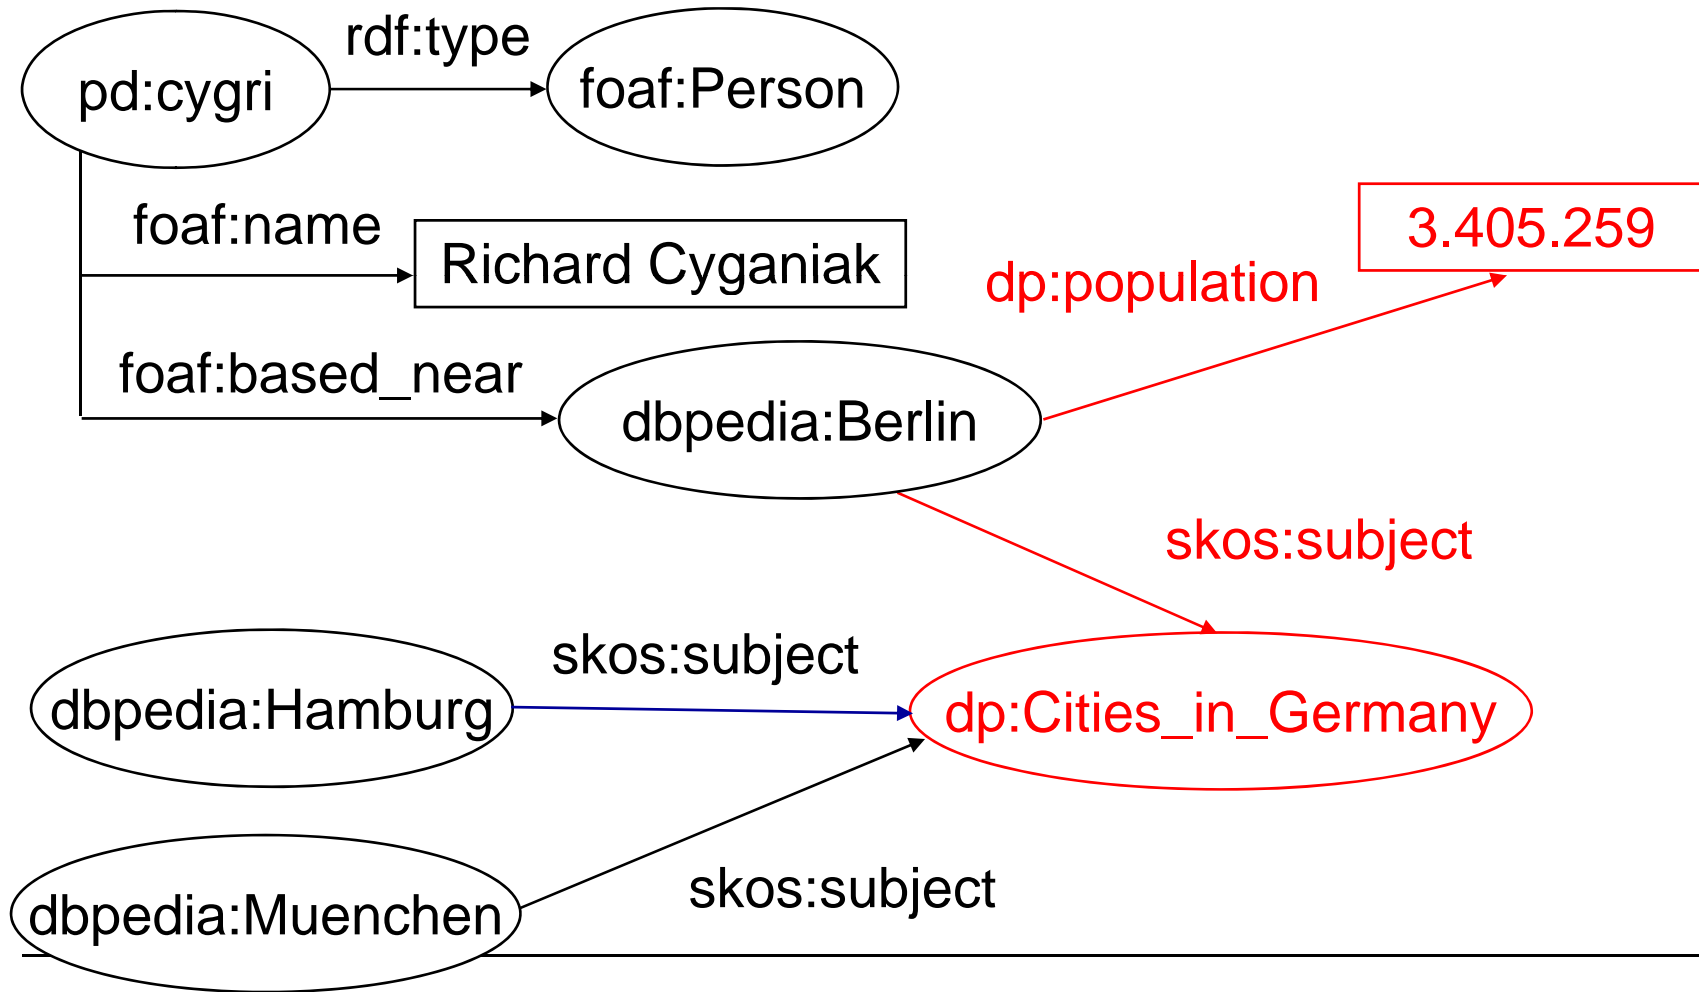 rdf:type
pd:cygri
foaf:Person
foaf:name
Richard Cyganiak
3.405.259
dp:population
foaf:based_near
dbpedia:Berlin
skos:subject
skos:subject
dbpedia:Hamburg
dp:Cities_in_Germany
skos:subject
dbpedia:Muenchen